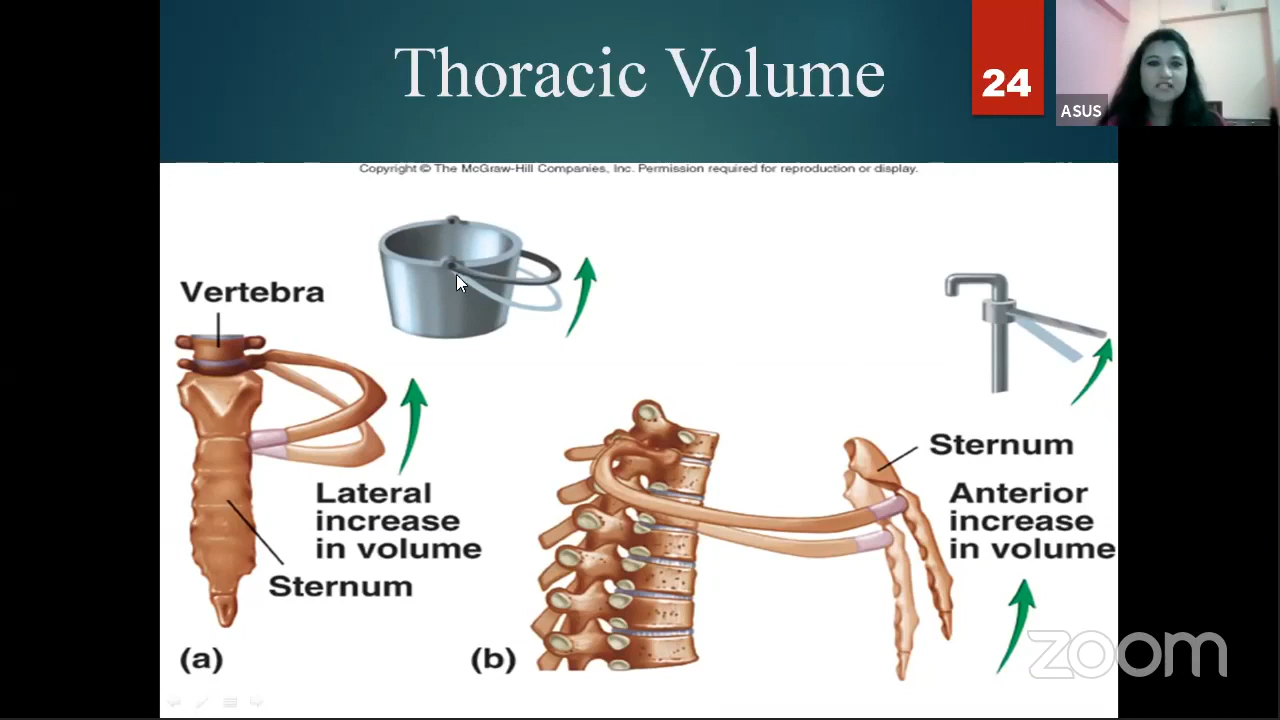 Thoracic Volume
24
ASUS
Copyright © The McGraw-Hill Companies, Inc. Permission required for reproduction or display.
Vertebra
Lateral
increase
in volume
Sternum
(a)
Sternum
Anterior
increase
in volume
(b)
zoom